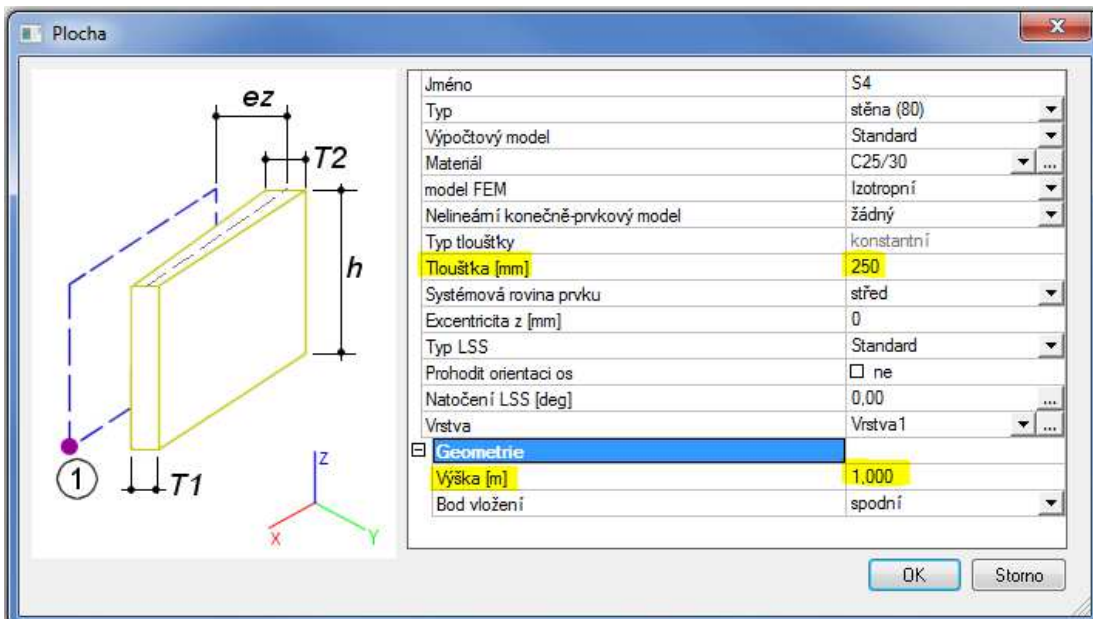 Plocha
ez
T2
h
1
T1
Z
X
Y
Jméno S4
Typ stěna (80)
Výpočtový model Standard
Materiál C25/30 ...
model FEM Izotropní
Nelineární konečně-prvkový model žádný
Typ tloušťky konstantní
Tloušťka [mm] 250
Systémová rovina prvku střed
Excentricita z [mm] 0
Typ LSS Standard
Prohodit orientaci os ne
Natočení LSS [deg] 0,00 ...
Vrstva Vrstva1 ...
Geometrie
Výška [m] 1,000
Bod vložení spodní
OK Storno